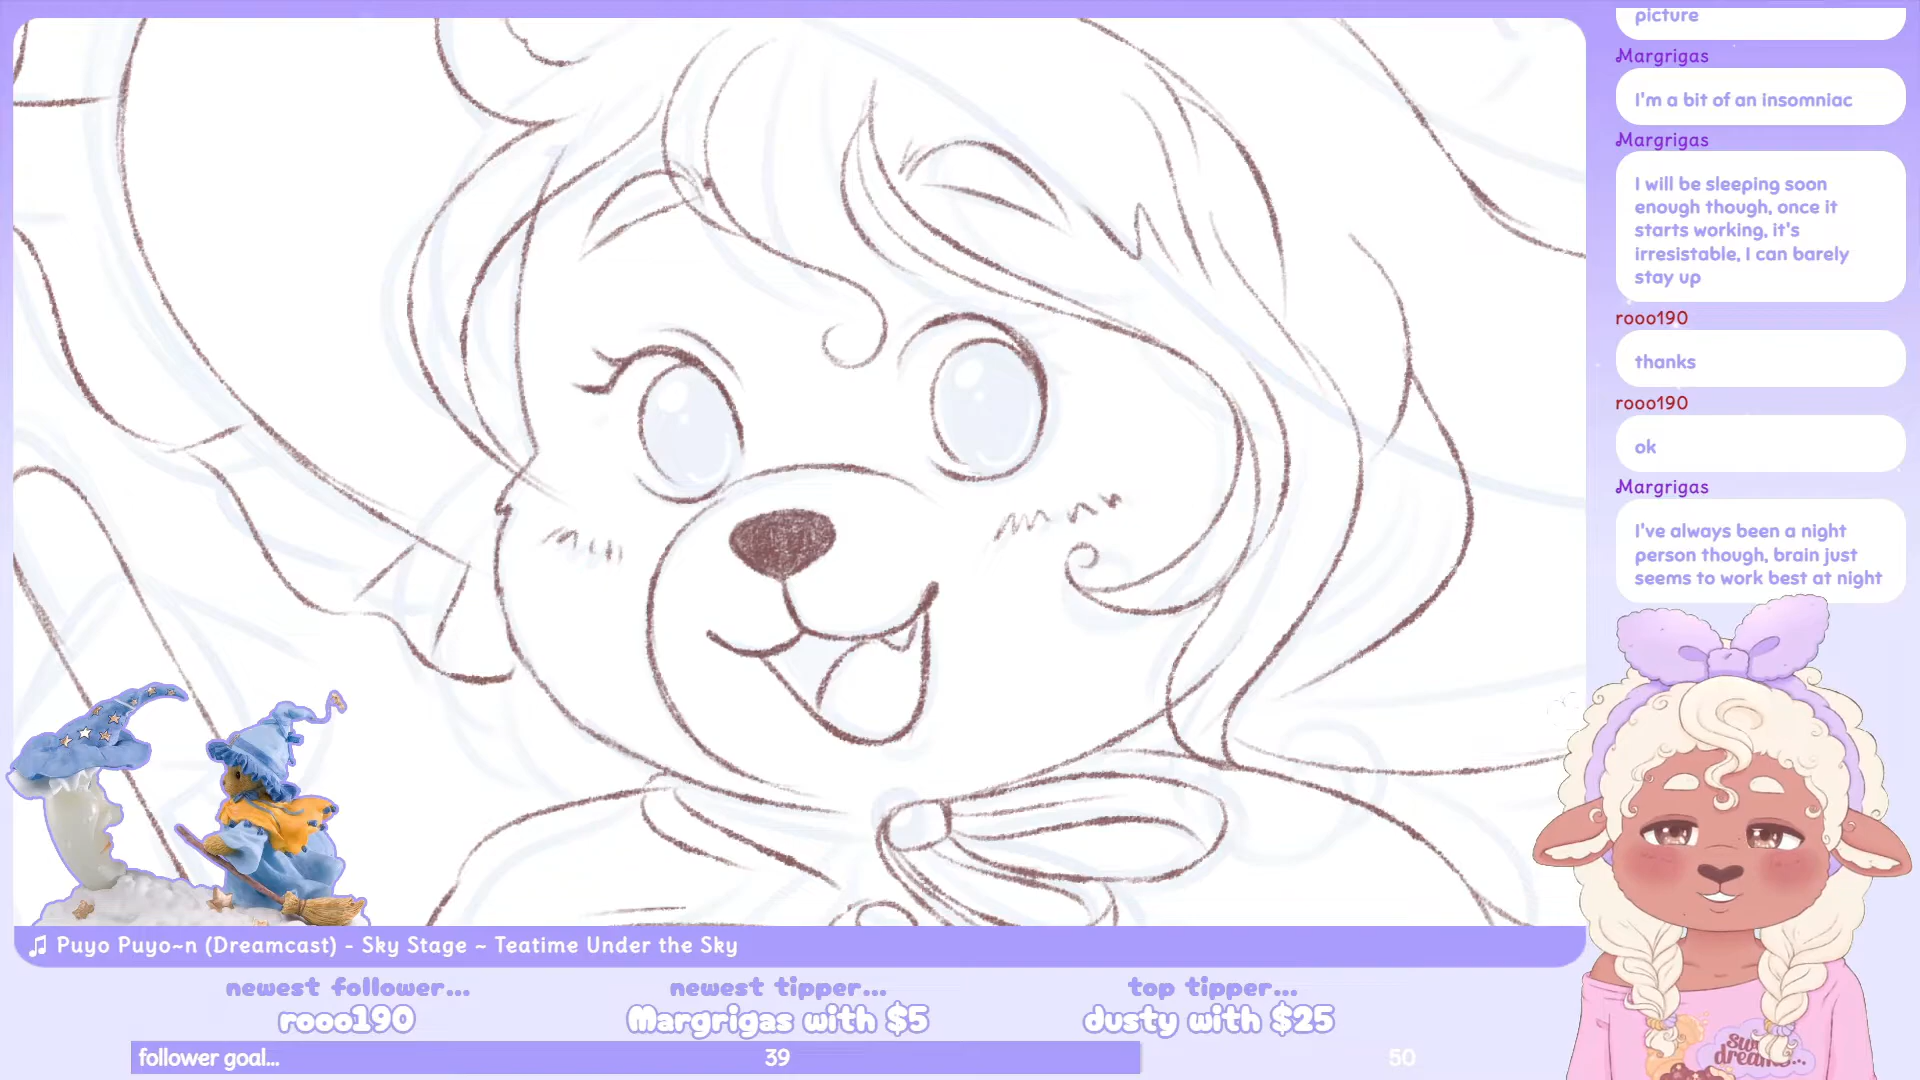 picture
Margrigas
I'm a bit of an insomniac
Margrigas
I will be sleeping soon
enough though, once it
starts working, it's
irresistable, I can barely
stay up
rooo190
thanks
rooo190
ok
Margrigas
I've always been a night
person though, brain just
seems to work best at night
♫ Puyo Puyo~n (Dreamcast) - Sky Stage ~ Teatime Under the Sky
newest follower...
rooo190
newest tipper...
Margrigas with $5
top tipper...
dusty with $25
follower goal...
39
50